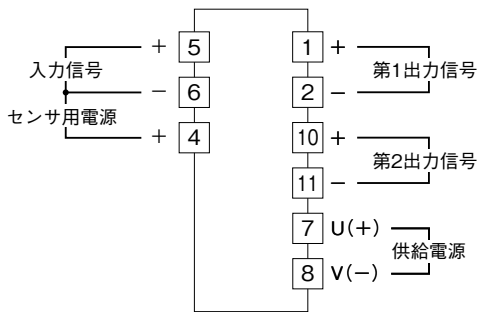 + 5
入力信号
− 6
センサ用電源
+ 4
1 +
第1出力信号
2 −
10 +
第2出力信号
11 −
7 U(+)
供給電源
8 V(−)